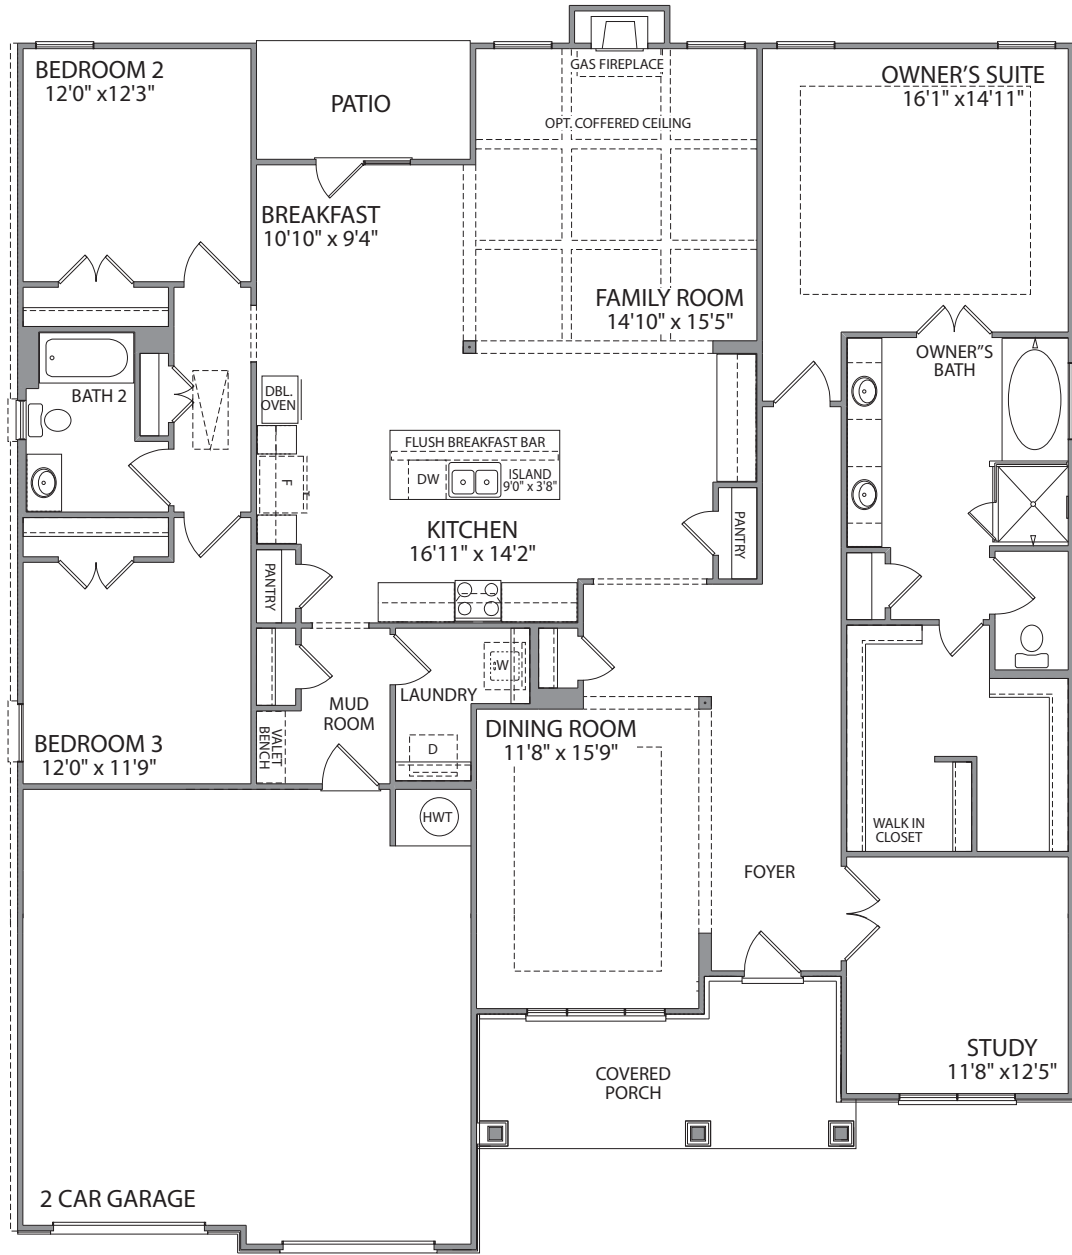 BEDROOM 2
12'0" x12'3"
PATIO
GAS FIREPLACE
OPT. COFFERED CEILING
OWNER'S SUITE
16'1" x14'11"
BREAKFAST
10'10" x 9'4"
FAMILY ROOM
14'10" x 15'5"
OWNER"S
BATH
BATH 2
DBL.
OVEN
FLUSH BREAKFAST BAR
DW
ISLAND
9'0" x 3'8"
F
KITCHEN
16'11" x 14'2"
PANTRY
PANTRY
W
LAUNDRY
MUD
ROOM
VALET
BENCH
D
BEDROOM 3
12'0" x 11'9"
DINING ROOM
11'8" x 15'9"
HWT
WALK IN
CLOSET
FOYER
STUDY
11'8" x12'5"
COVERED
PORCH
2 CAR GARAGE